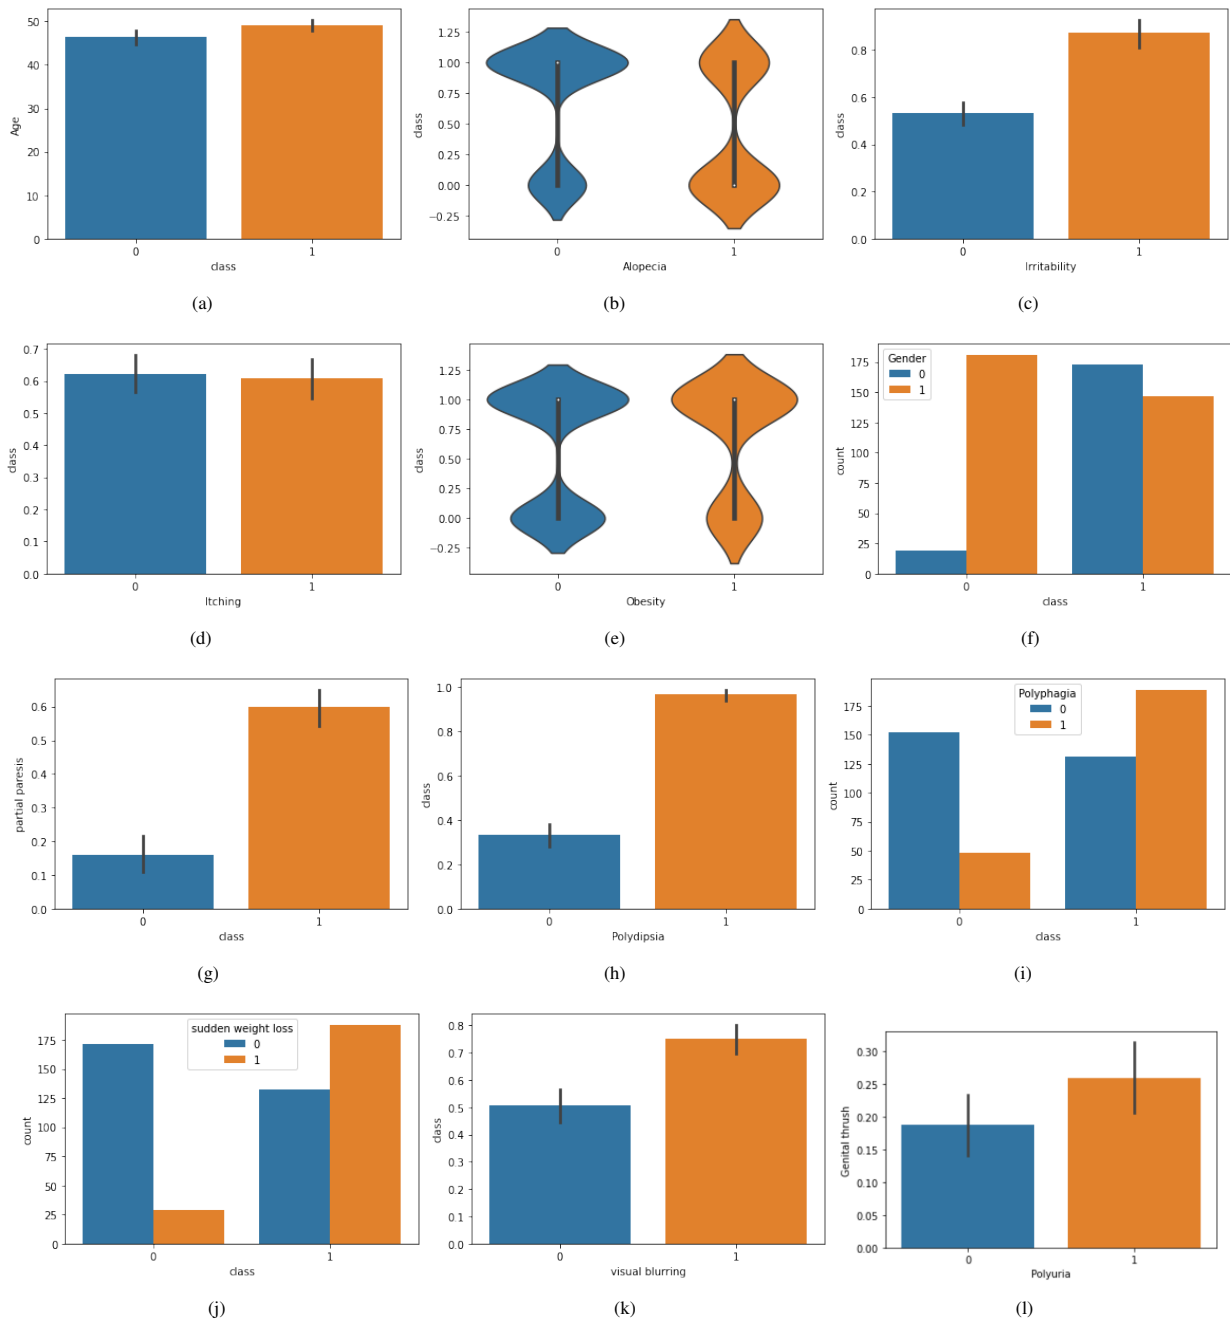 50
40
30
20
10
0
Age
0 1
class
(a)
1.25
1.00
0.75
0.50
0.25
0.00
−0.25
class
0 1
Alopecia
(b)
0.8
0.6
0.4
0.2
0.0
class
0 1
Irritability
(c)
0.7
0.6
0.5
0.4
0.3
0.2
0.1
0.0
class
0 1
Itching
(d)
1.25
1.00
0.75
0.50
0.25
0.00
−0.25
class
0 1
Obesity
(e)
175
150
125
100
75
50
25
0
count
Gender
0
1
0 1
class
(f)
0.6
0.5
0.4
0.3
0.2
0.1
0.0
partial paresis
0 1
class
(g)
1.0
0.8
0.6
0.4
0.2
0.0
class
0 1
Polydipsia
(h)
175
150
125
100
75
50
25
0
count
Polyphagia
0
1
0 1
class
(i)
175
150
125
100
75
50
25
0
count
sudden weight loss
0
1
0 1
class
(j)
0.8
0.7
0.6
0.5
0.4
0.3
0.2
0.1
0.0
class
0 1
visual blurring
(k)
0.30
0.25
0.20
0.15
0.10
0.05
0.00
Genital thrush
0 1
Polyuria
(l)